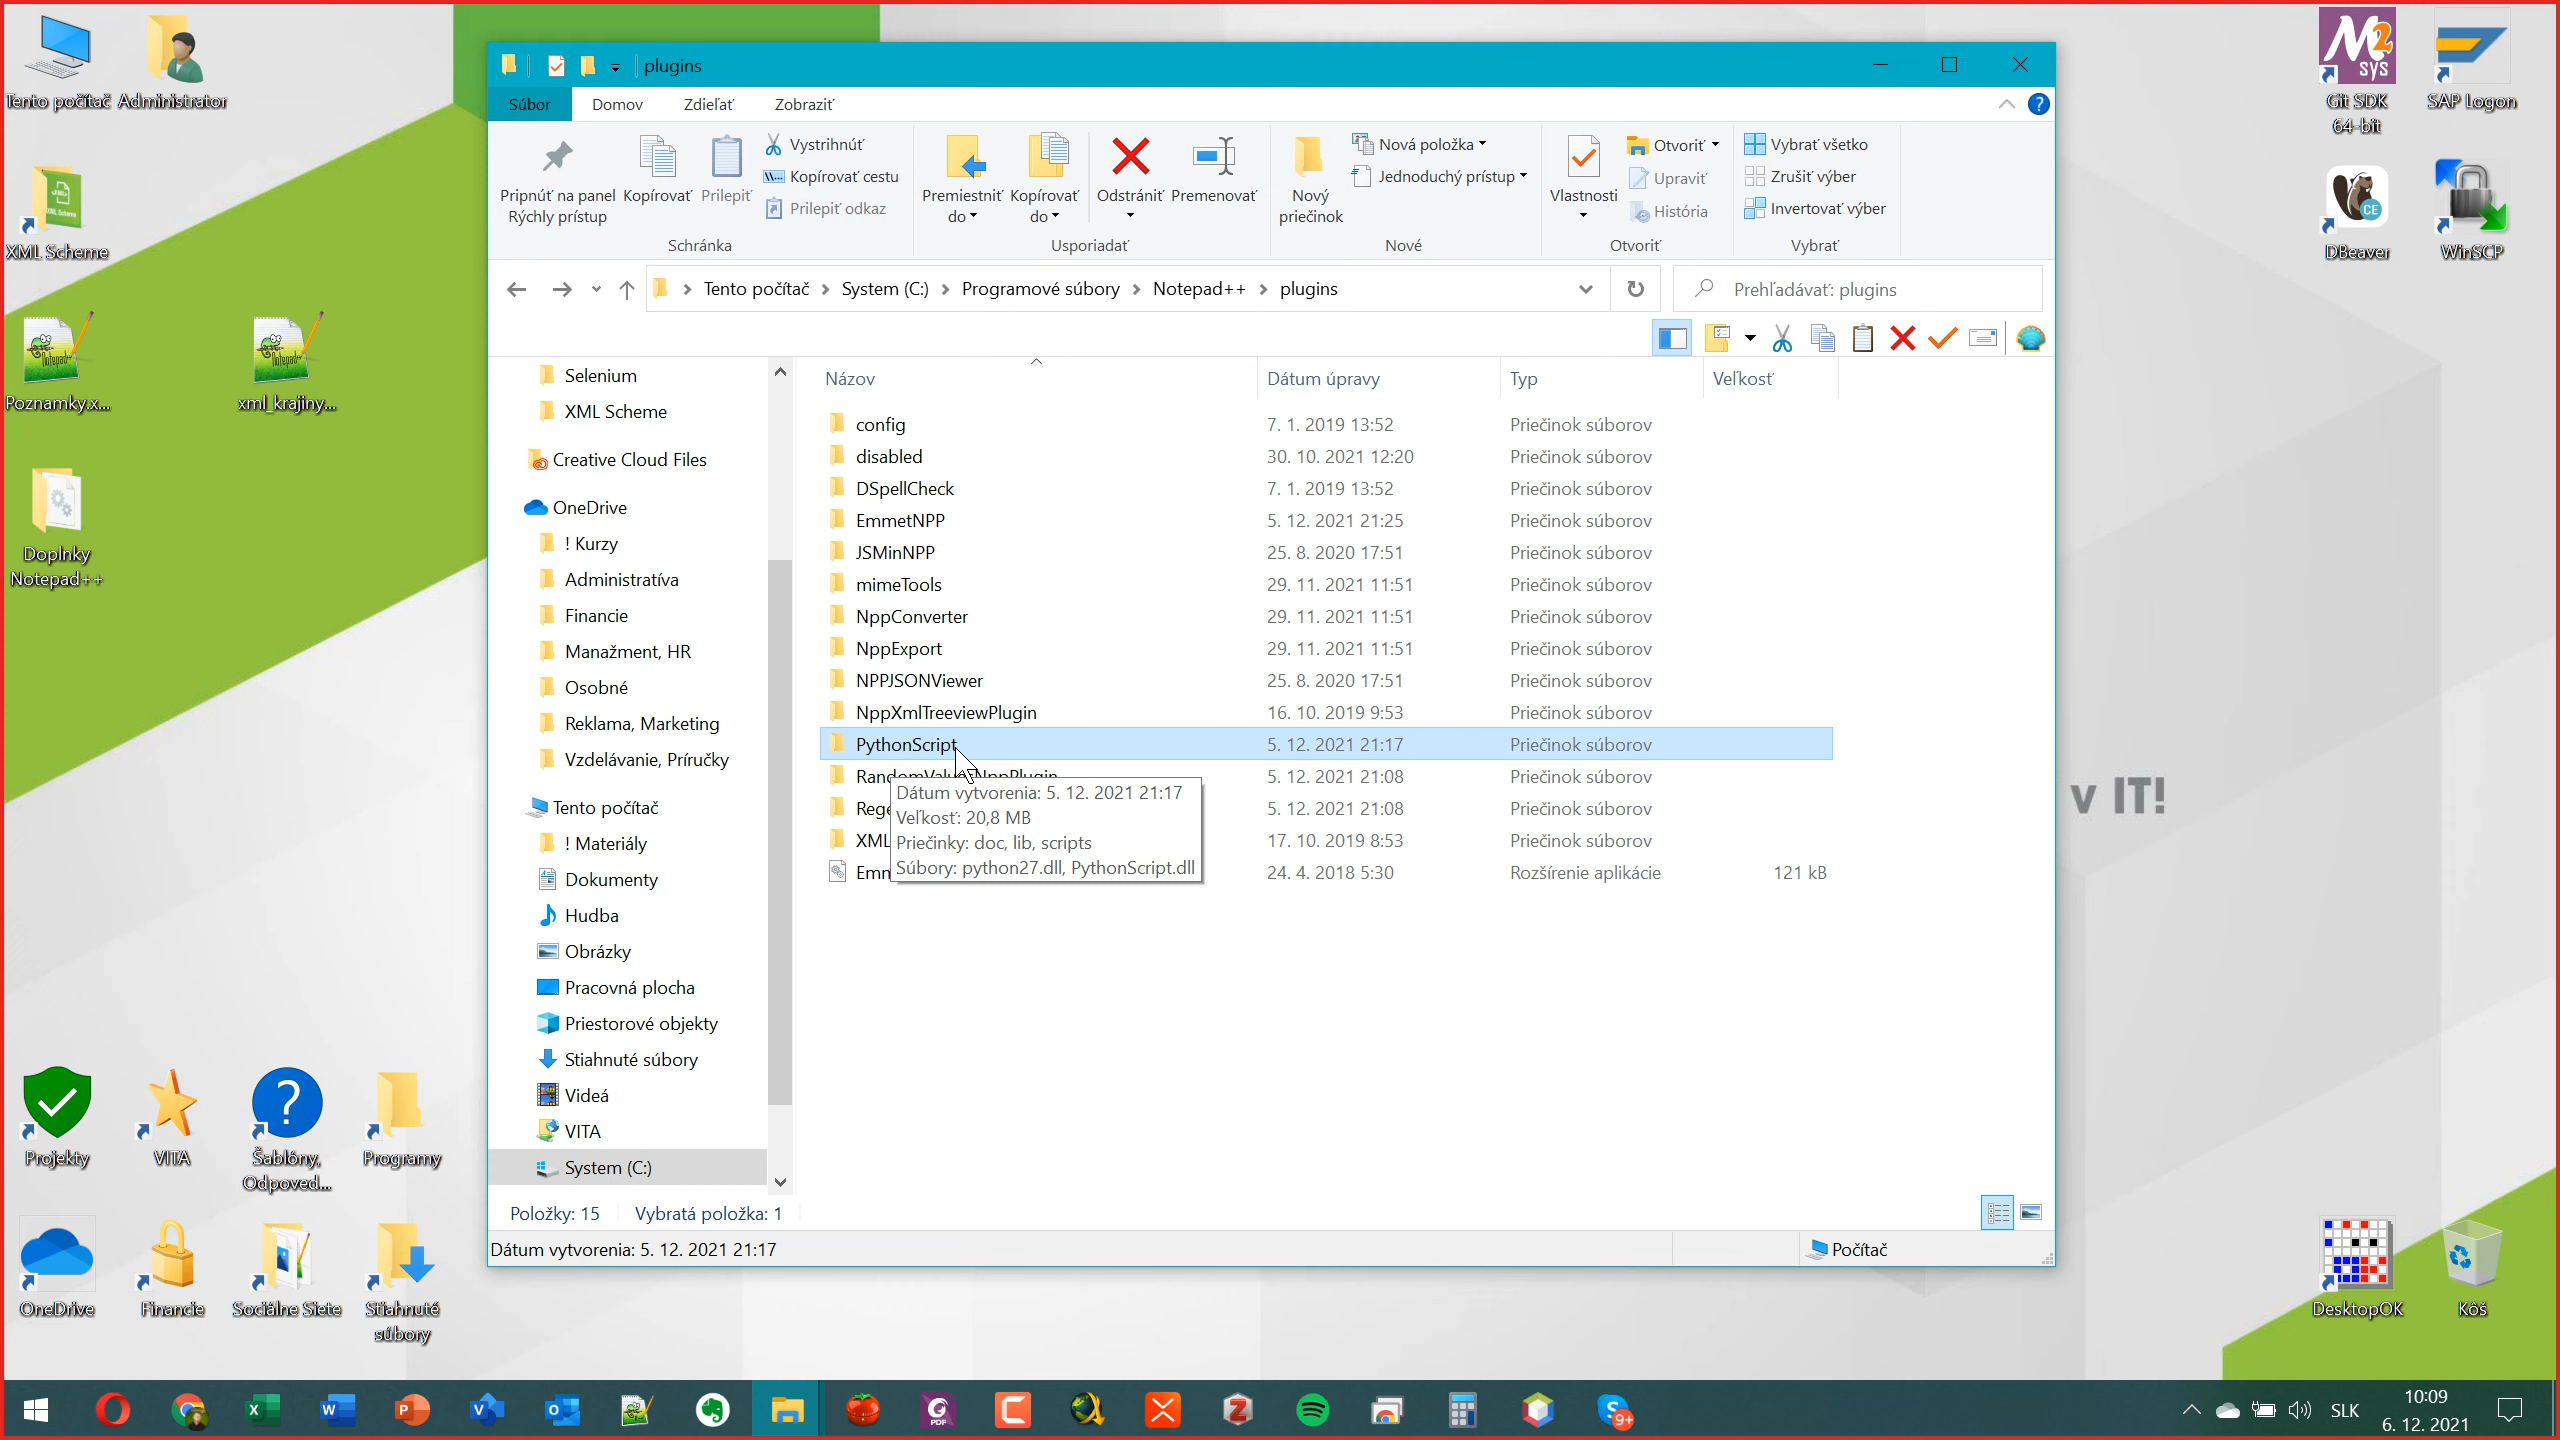 plugins
Súbor
Domov
Zdieľať
Zobraziť
Pripnúť na panel
Rýchly prístup
Kopírovať
Prilepiť
Vystrihnúť
Kopírovať cestu
Prilepiť odkaz
Schránka
Premiestniť
do
Kopírovať
do
Odstrániť
Premenovať
Usporiadať
Nový
priečinok
Nová položka
Jednoduchý prístup
Nové
Vlastnosti
Otvoriť
Upraviť
História
Otvoriť
Vybrať všetko
Zrušiť výber
Invertovať výber
Vybrať
Tento počítač
System (C:)
Programové súbory
Notepad++
plugins
Prehľadávať: plugins
Selenium
XML Scheme
Creative Cloud Files
OneDrive
! Kurzy
Administratíva
Financie
Manažment, HR
Osobné
Reklama, Marketing
Vzdelávanie, Príručky
Tento počítač
! Materiály
Dokumenty
Hudba
Obrázky
Pracovná plocha
Priestorové objekty
Stiahnuté súbory
Videá
VITA
System (C:)
Názov Dátum úpravy Typ Veľkosť
config 7. 1. 2019 13:52 Priečinok súborov
disabled 30. 10. 2021 12:20 Priečinok súborov
DSpellCheck 7. 1. 2019 13:52 Priečinok súborov
EmmetNPP 5. 12. 2021 21:25 Priečinok súborov
JSMinNPP 25. 8. 2020 17:51 Priečinok súborov
mimeTools 29. 11. 2021 11:51 Priečinok súborov
NppConverter 29. 11. 2021 11:51 Priečinok súborov
NppExport 29. 11. 2021 11:51 Priečinok súborov
NPPJSONViewer 25. 8. 2020 17:51 Priečinok súborov
NppXmlTreeviewPlugin 16. 10. 2019 9:53 Priečinok súborov
PythonScript 5. 12. 2021 21:17 Priečinok súborov
5. 12. 2021 21:08 Priečinok súborov
5. 12. 2021 21:08 Priečinok súborov
XML 17. 10. 2019 8:53 Priečinok súborov
24. 4. 2018 5:30 Rozšírenie aplikácie 121 kB
Dátum vytvorenia: 5. 12. 2021 21:17
Veľkosť: 20,8 MB
Priečinky: doc, lib, scripts
Súbory: python27.dll, PythonScript.dll
Položky: 15
Vybratá položka: 1
Dátum vytvorenia: 5. 12. 2021 21:17
Počítač
Tento počítač
Administrator
XML Scheme
Poznamky.x...
xml_krajiny...
Doplnky
Notepad++
Projekty
VITA
Šablóny,
Odpoved...
Programy
OneDrive
Financie
Sociálne Siete
Stiahnuté
súbory
M2
SYS
Git SDK
64-bit
SAP Logon
CE
DBeaver
WinSCP
v IT!
DesktopOK
Kôš
PDF
9+
SLK
10:09
6. 12. 2021